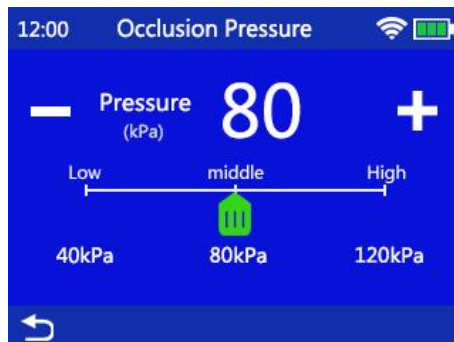 12:00 Occlusion Pressure
Pressure 80
(kPa)
Low middle High
40kPa 80kPa 120kPa